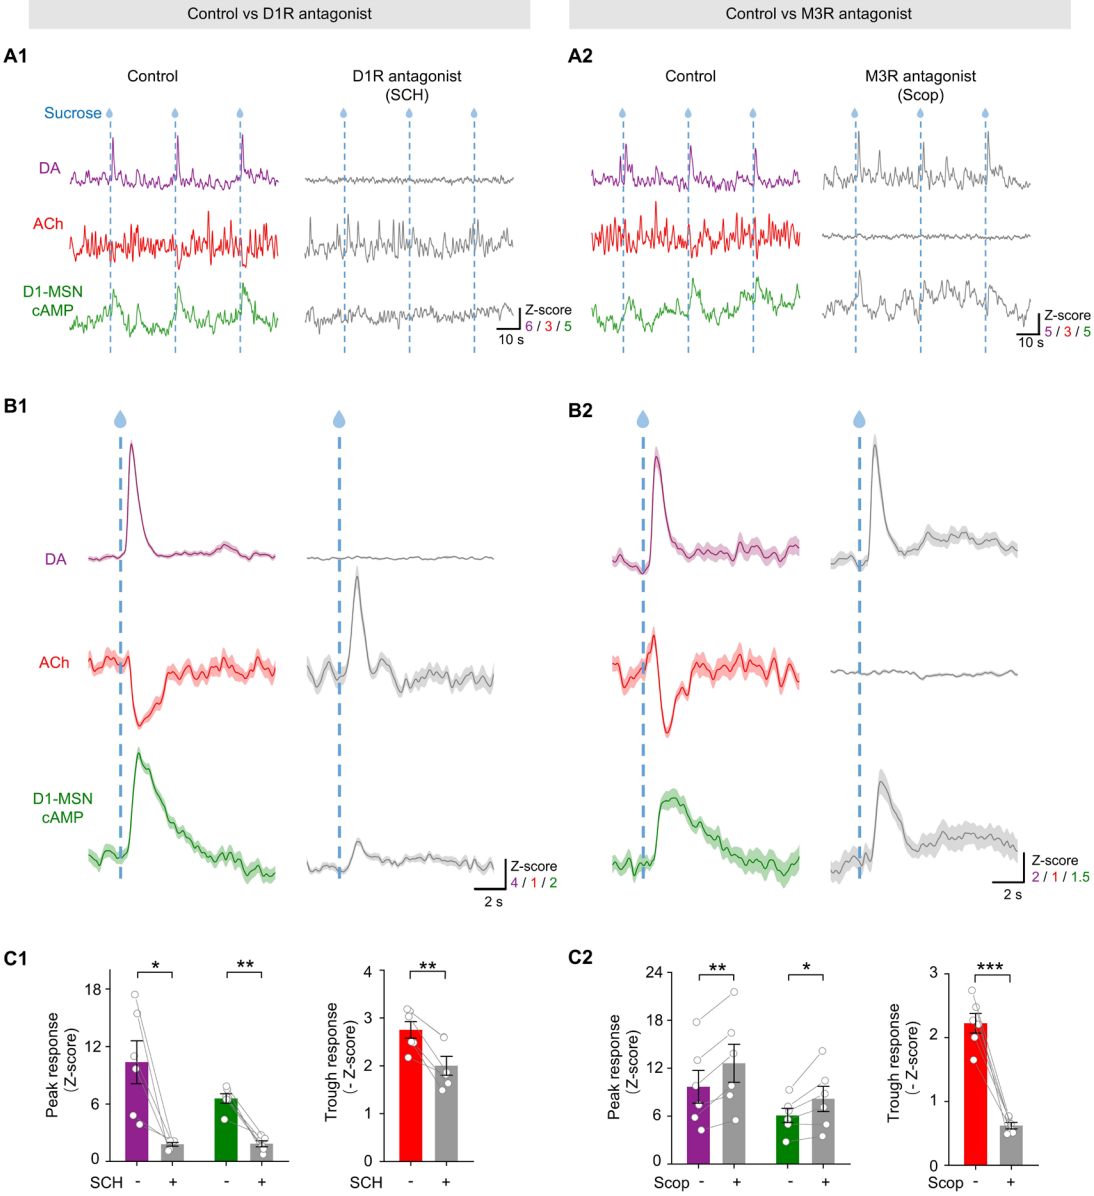 Control vs D1R antagonist
Control vs M3R antagonist
A1
Control
D1R antagonist
(SCH)
Sucrose
DA
ACh
D1-MSN
cAMP
Z-score
6 / 3 / 5
10 s
A2
Control
M3R antagonist
(Scop)
Z-score
5 / 3 / 5
10 s
B1
DA
ACh
D1-MSN
cAMP
Z-score
4 / 1 / 2
2 s
B2
Z-score
2 / 1 / 1.5
2 s
C1
Peak response
(Z-score)
18
12
6
0
*
**
SCH - + - +
Trough response
(- Z-score)
4
3
2
1
0
**
SCH - +
C2
Peak response
(Z-score)
24
18
12
6
0
**
*
Scop - + - +
Trough response
(- Z-score)
3
2
1
0
***
Scop - +